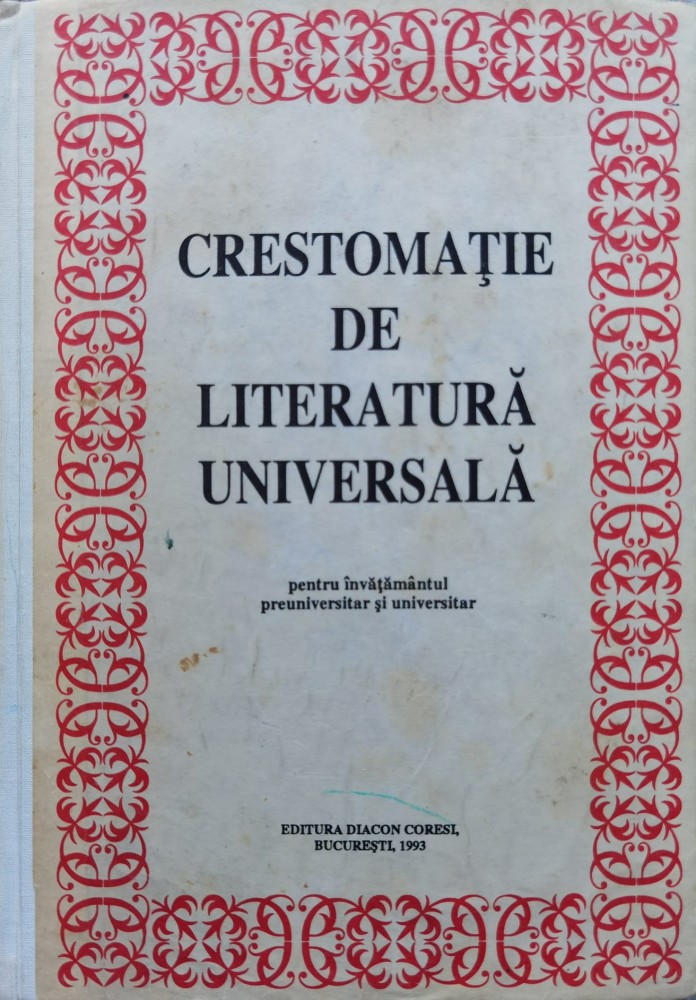 CRESTOMAŢIE
DE
LITERATURĂ
UNIVERSALĂ
pentru învăţământul
preuniversitar şi universitar
EDITURA DIACON CORESI,
BUCUREŞTI, 1993